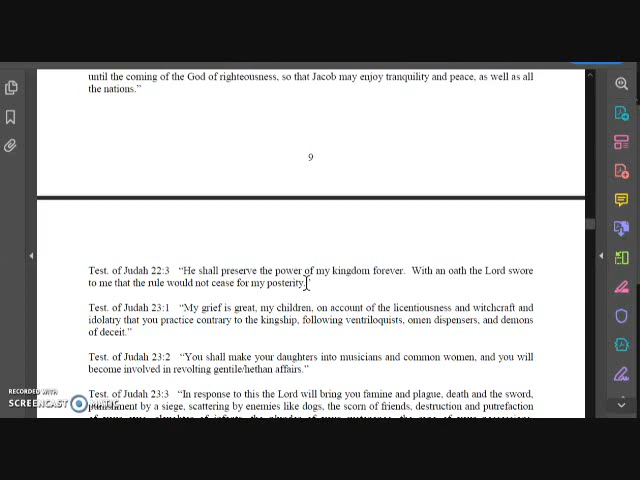 until the coming of the God of righteousness, so that Jacob may enjoy tranquility and peace, as well as all
the nations."
9
Test. of Judah 22:3 "He shall preserve the power of my kingdom forever. With an oath the Lord swore
to me that the rule would not cease for my posterity."
Test. of Judah 23:1 "My grief is great, my children, on account of the licentiousness and witchcraft and
idolatry that you practice contrary to the kingship, following ventriloquists, omen dispensers, and demons
of deceit."
Test. of Judah 23:2 "You shall make your daughters into musicians and common women, and you will
become involved in revolting gentile/hethan affairs."
Test. of Judah 23:3 "In response to this the Lord will bring you famine and plague, death and the sword,
punishment by a siege, scattering by enemies like dogs, the scorn of friends, destruction and putrefaction
RECORDED WITH
SCREENCAST MATIC